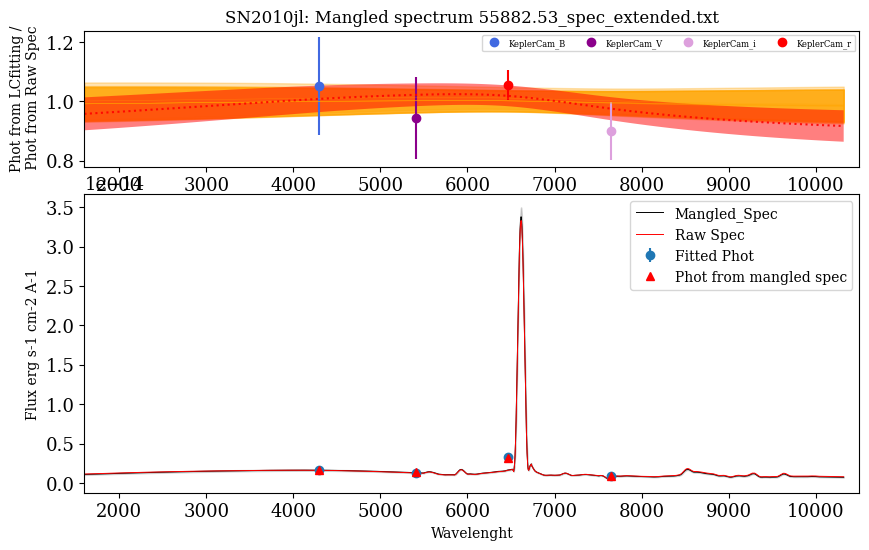 SN2010jl: Mangled spectrum 55882.53_spec_extended.txt
Phot from LCfitting /
Phot from Raw Spec
KeplerCam_B KeplerCam_V KeplerCam_i KeplerCam_r
1.2
1.0
0.8
2000 3000 4000 5000 6000 7000 8000 9000 10000
1e−14
Flux erg s-1 cm-2 A-1
Mangled_Spec
Raw Spec
Fitted Phot
Phot from mangled spec
3.5
3.0
2.5
2.0
1.5
1.0
0.5
0.0
2000 3000 4000 5000 6000 7000 8000 9000 10000
Wavelenght